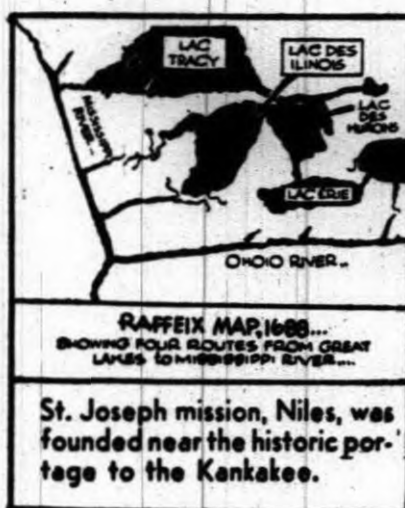 LAC
TRACY
LAC DES
ILINOIS
MISSISSIPPI
RIVER...
LAC
DES
HURONS
LAC ERIE
OHOIO RIVER...
RAFFEIX MAP, 1688...
SHOWING FOUR ROUTES FROM GREAT
LAKES to MISSISSIPPI RIVER....
St. Joseph mission, Niles, was
founded near the historic por-
tage to the Kankakee.